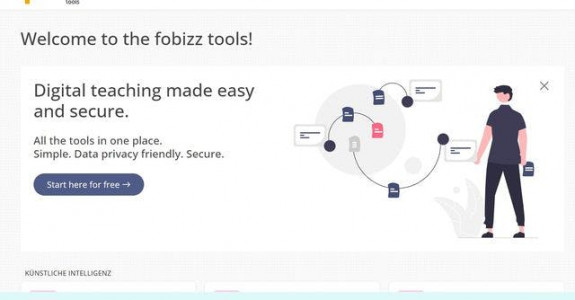 tools
Welcome to the fobizz tools!
Digital teaching made easy
and secure.
All the tools in one place.
Simple. Data privacy friendly. Secure.
Start here for free →
KÜNSTLICHE INTELLIGENZ